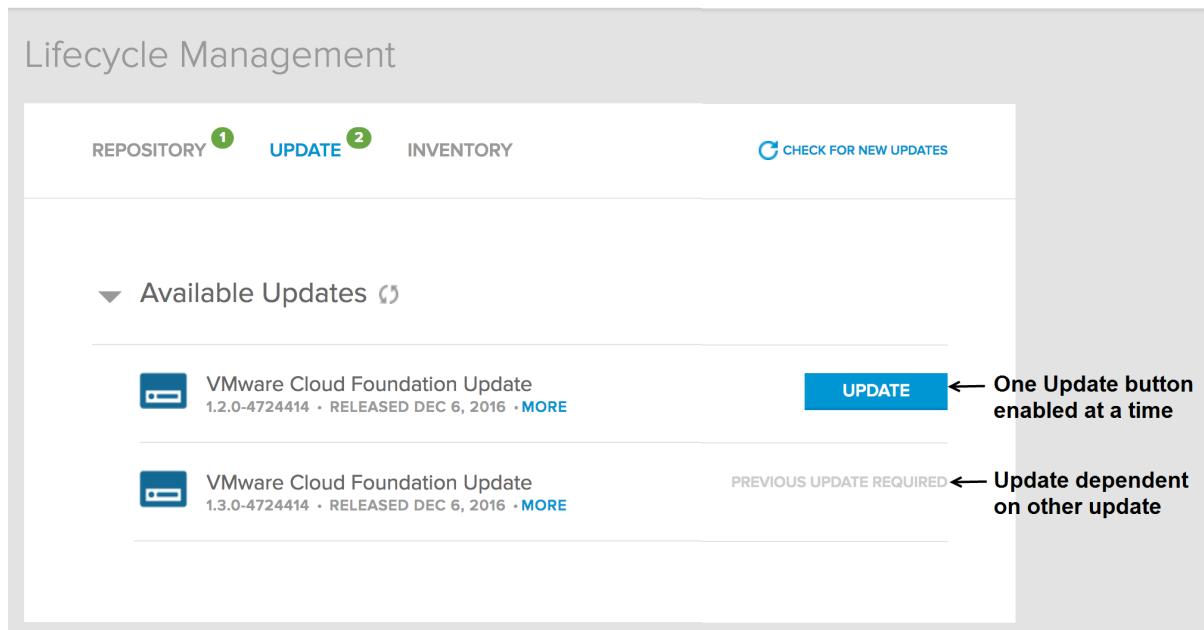 Lifecycle Management
REPOSITORY 1 UPDATE 2 INVENTORY CHECK FOR NEW UPDATES
Available Updates
VMware Cloud Foundation Update
1.2.0-4724414 • RELEASED DEC 6, 2016 • MORE
UPDATE
One Update button
enabled at a time
VMware Cloud Foundation Update
1.3.0-4724414 • RELEASED DEC 6, 2016 • MORE
PREVIOUS UPDATE REQUIRED
Update dependent
on other update